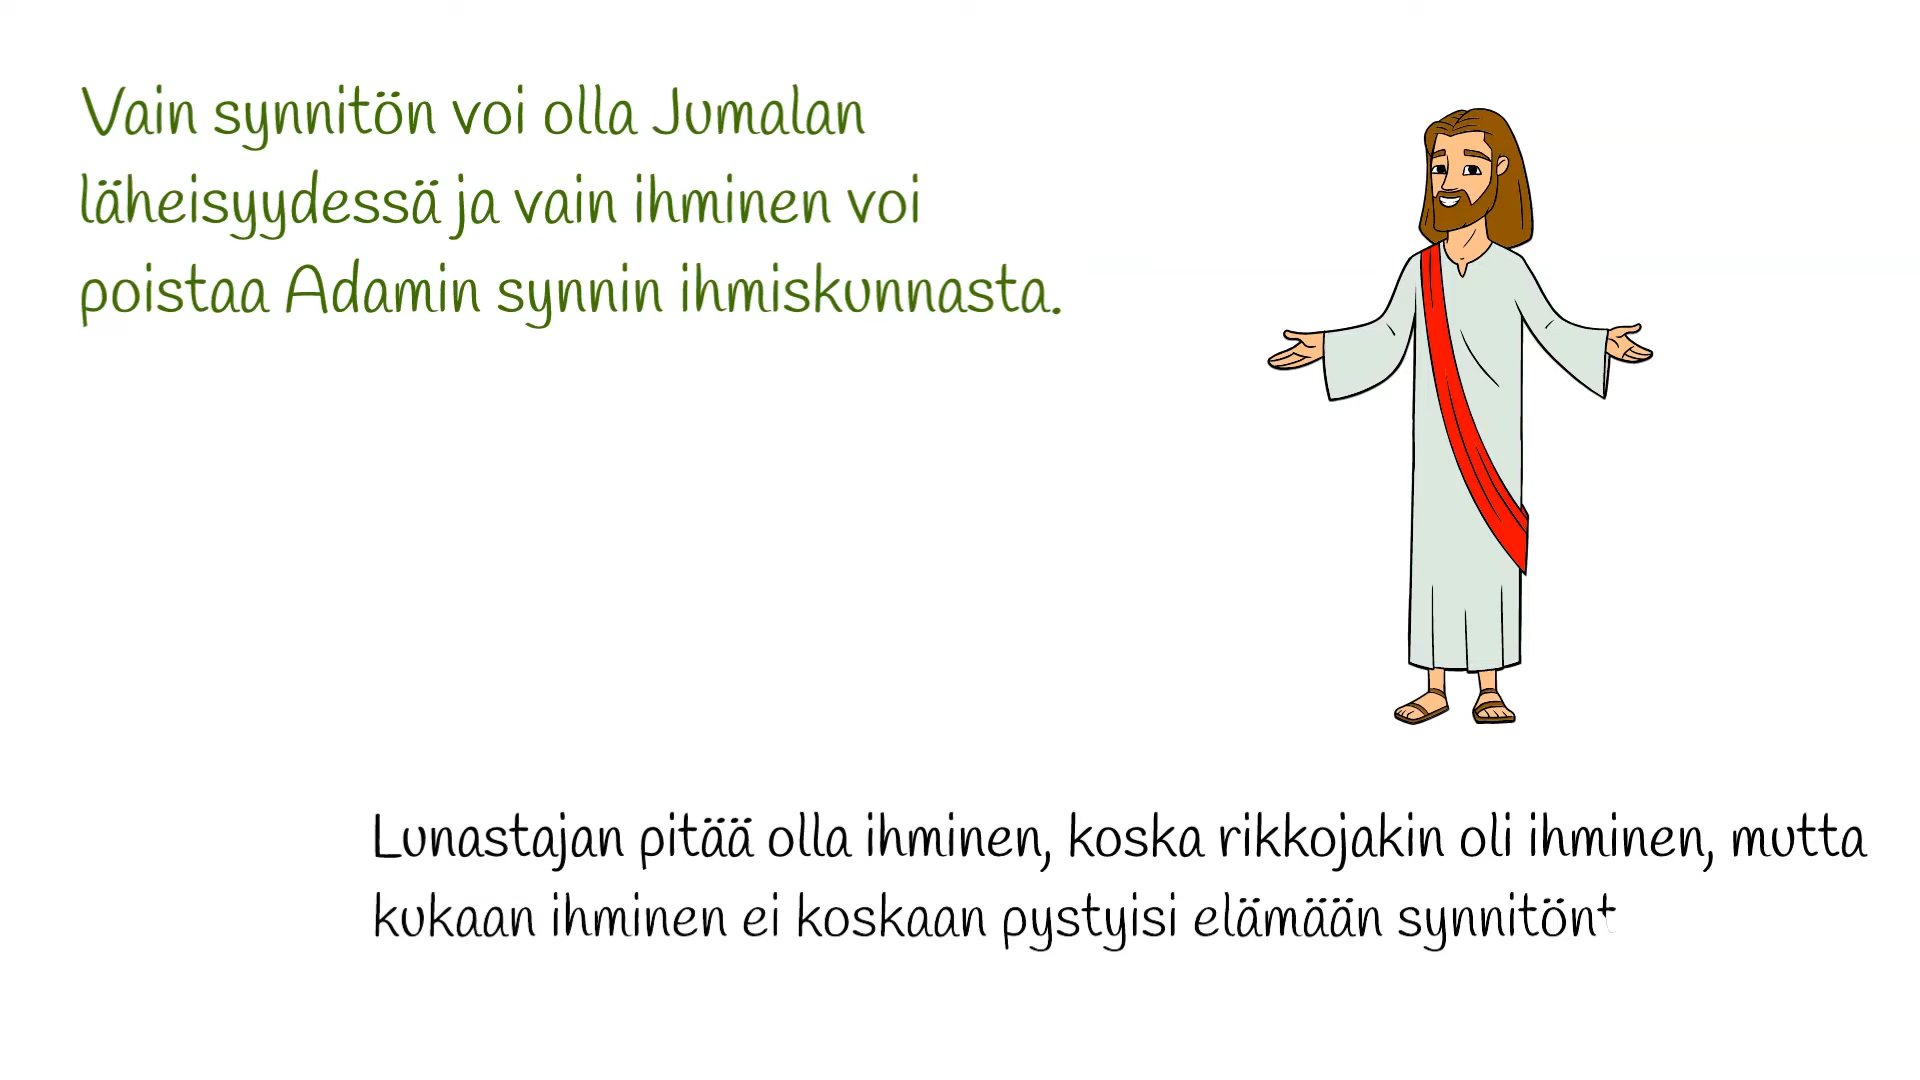 Vain synnitön voi olla Jumalan
läheisyydessä ja vain ihminen voi
poistaa Adamin synnin ihmiskunnasta.
Lunastajan pitää olla ihminen, koska rikkojakin oli ihminen, mutta
kukaan ihminen ei koskaan pystyisi elämään synnitönt